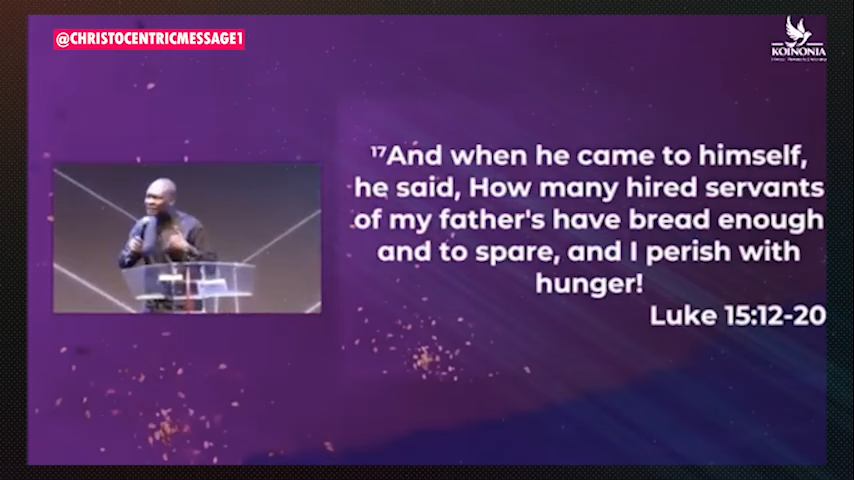 @CHRISTOCENTRICMESSAGE1
KOINONIA
¹⁷And when he came to himself,
he said, How many hired servants
of my father's have bread enough
and to spare, and I perish with
hunger!
Luke 15:12-20